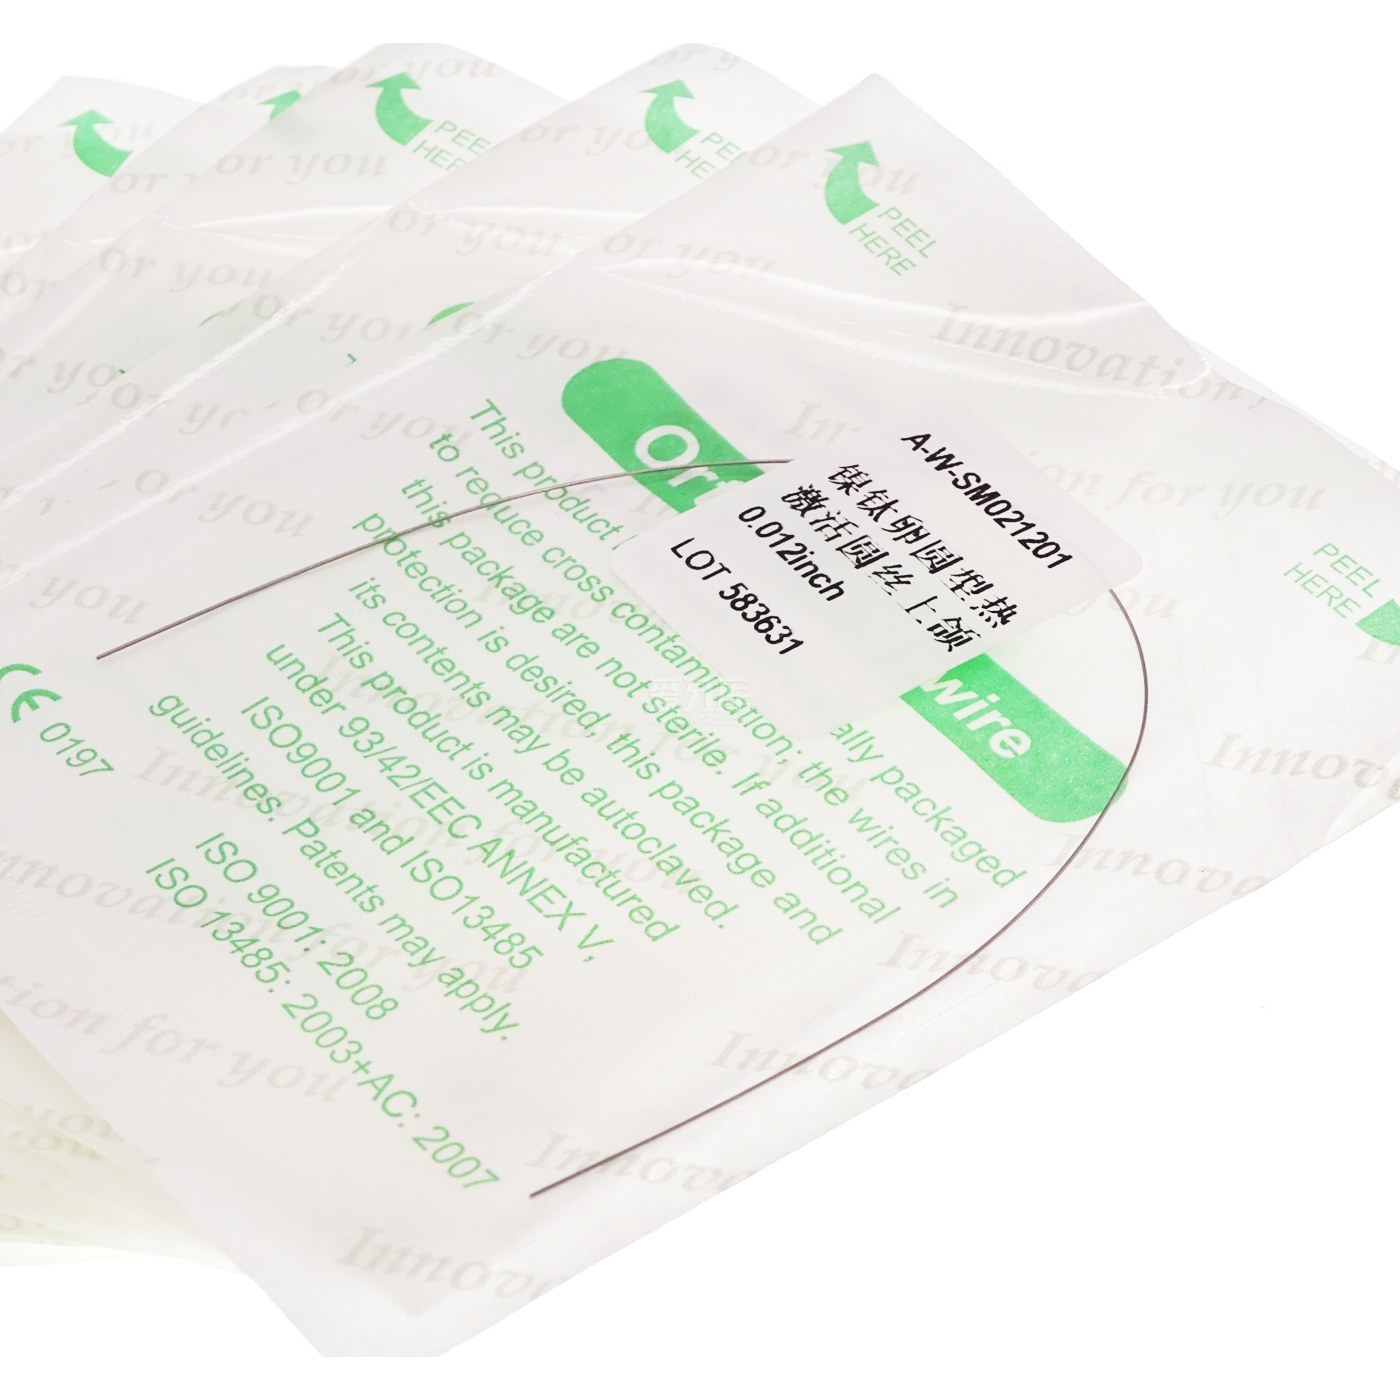 PEEL
HERE
PEEL
HERE
A-W-SM021201
镍钛卵圆型热
激活圆丝上颌
0.012inch
LOT 583631
wire
This product
ally packaged
to reduce cross contamination; the wires in
this package are not sterile. If additional
protection is desired, this package and
its contents may be autoclaved.
This product is manufactured
under 93/42/EEC ANNEX V,
ISO9001 and ISO13485
guidelines. Patents may apply.
ISO 9001: 2008
ISO 13485: 2003+AC: 2007
CE 0197
Innovation for you